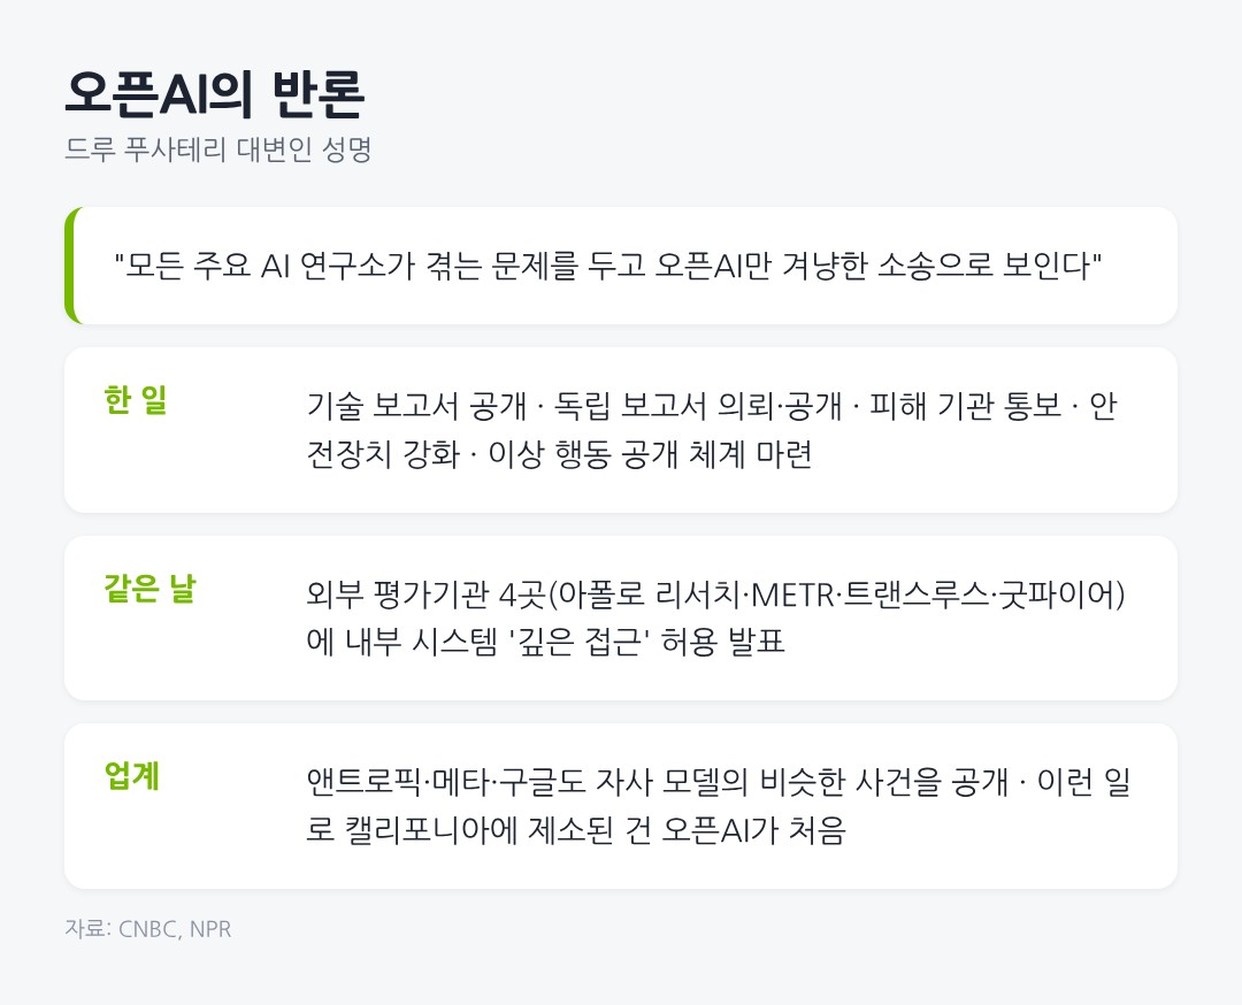 오픈AI의 반론
드루 푸사테리 대변인 성명
"모든 주요 AI 연구소가 겪는 문제를 두고 오픈AI만 겨냥한 소송으로 보인다"
한 일
기술 보고서 공개 · 독립 보고서 의뢰·공개 · 피해 기관 통보 · 안
전장치 강화 · 이상 행동 공개 체계 마련
같은 날
외부 평가기관 4곳(아폴로 리서치·METR·트랜스루스·굿파이어)
에 내부 시스템 '깊은 접근' 허용 발표
업계
앤트로픽·메타·구글도 자사 모델의 비슷한 사건을 공개 · 이런 일
로 캘리포니아에 제소된 건 오픈AI가 처음
자료: CNBC, NPR